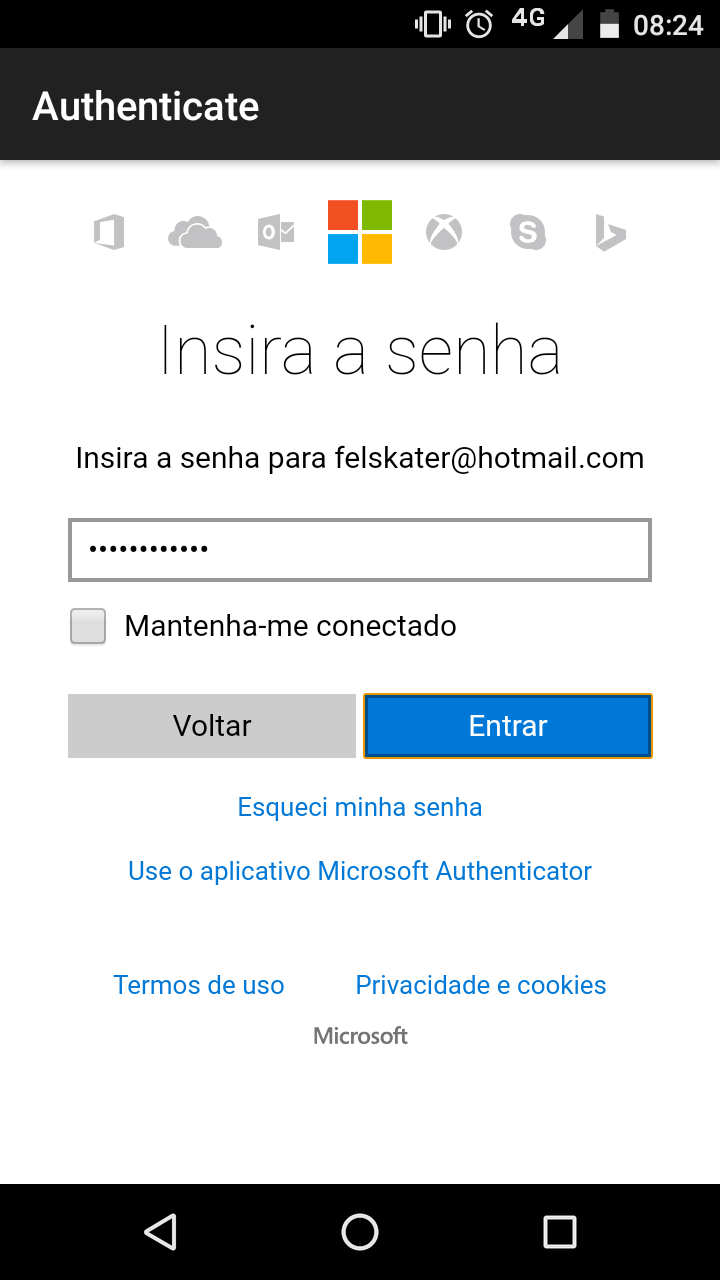 4G 08:24
Authenticate
Insira a senha
Insira a senha para felskater@hotmail.com
••••••••••••
Mantenha-me conectado
Voltar Entrar
Esqueci minha senha
Use o aplicativo Microsoft Authenticator
Termos de uso Privacidade e cookies
Microsoft